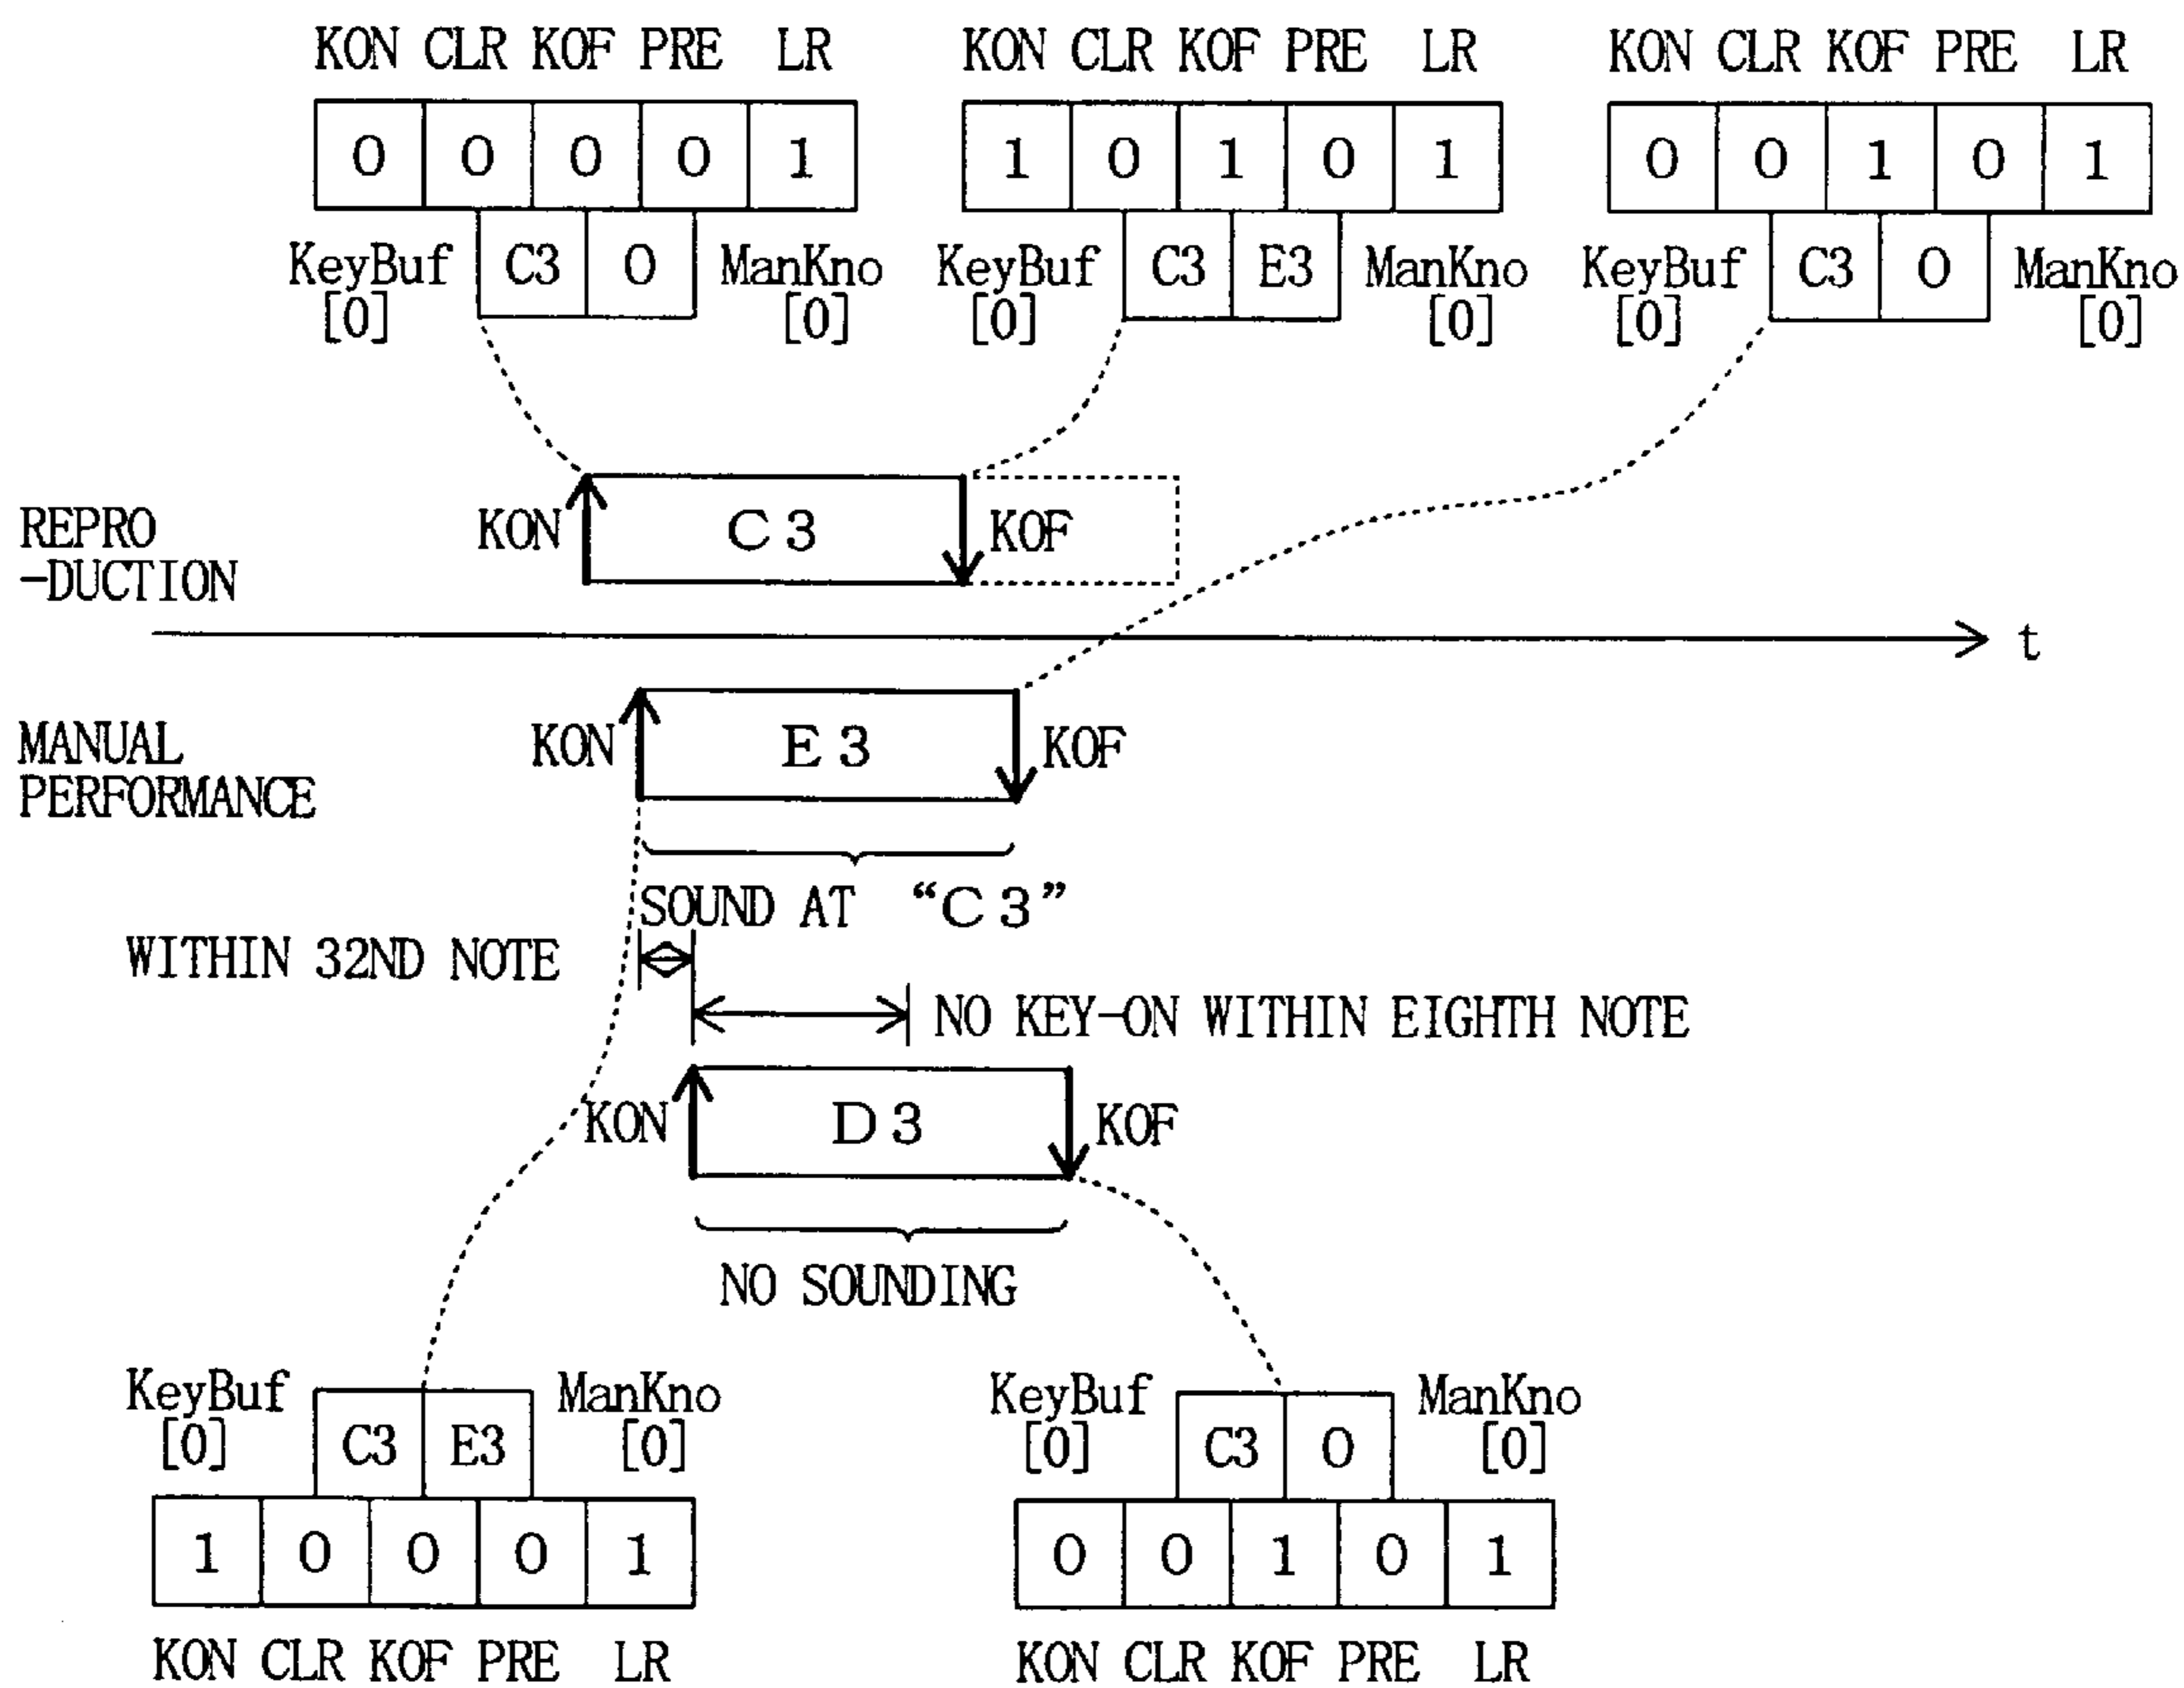 KON CLR KOF PRE LR KON CLR KOF PRE LR KON CLR KOF PRE LR
0 0 0 0 1 1 0 1 0 1 0 0 1 0 1
KeyBuf C3 0 ManKno KeyBuf C3 E3 ManKno KeyBuf C3 0 ManKno
[0] [0] [0] [0] [0] [0]
REPRO KON C3 KOF
-DUCTION
t
MANUAL KON E3 KOF
PERFORMANCE
SOUND AT “C3”
WITHIN 32ND NOTE
NO KEY-ON WITHIN EIGHTH NOTE
KON D3 KOF
NO SOUNDING
KeyBuf C3 E3 ManKno KeyBuf C3 0 ManKno
[0] [0] [0] [0]
1 0 0 0 1 0 0 1 0 1
KON CLR KOF PRE LR KON CLR KOF PRE LR